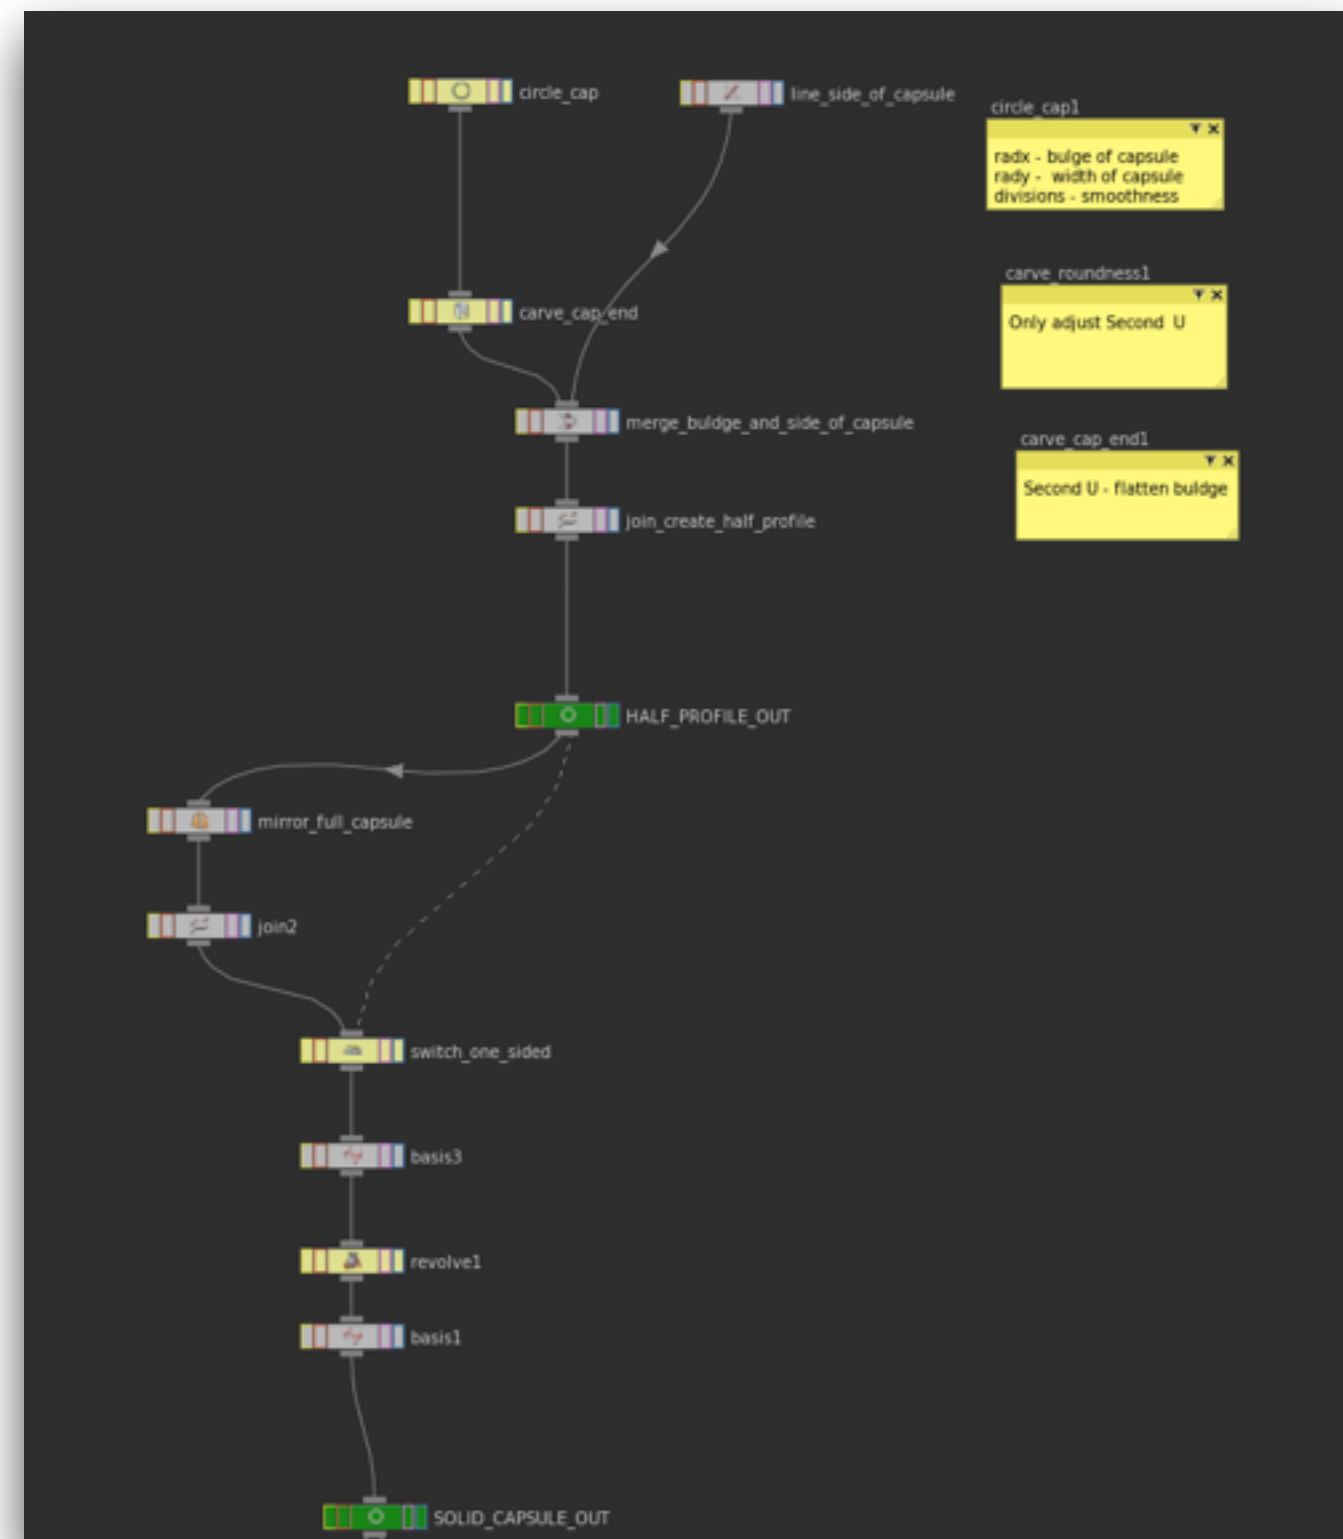 circle_cap
line_side_of_capsule
circle_cap1
radx - bulge of capsule
rady -  width of capsule
divisions - smoothness
carve_roundness1
Only adjust Second  U
carve_cap_end
merge_buldge_and_side_of_capsule
carve_cap_end1
Second U - flatten buldge
join_create_half_profile
HALF_PROFILE_OUT
mirror_full_capsule
join2
switch_one_sided
basis3
revolve1
basis1
SOLID_CAPSULE_OUT